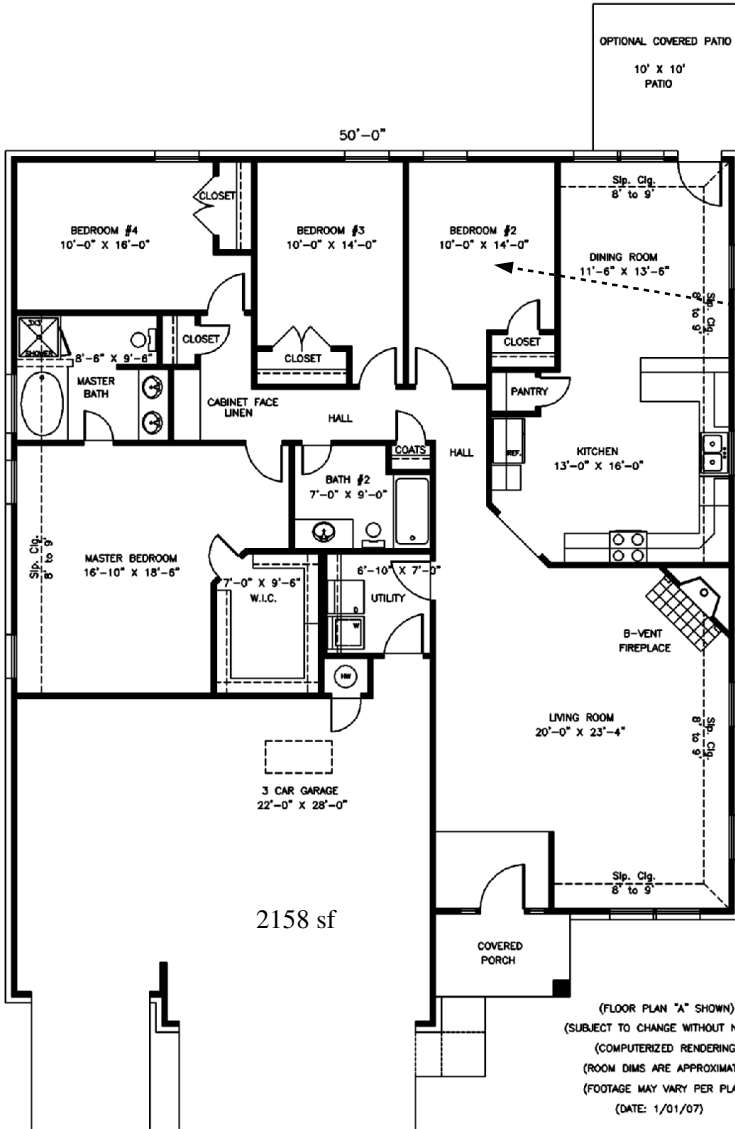 OPTIONAL COVERED PATIO
10' X 10'
PATIO
50'-0"
CLOSET
BEDROOM #4
10'-0" X 16'-0"
BEDROOM #3
10'-0" X 14'-0"
BEDROOM #2
10'-0" X 14'-0"
Slp. Clg.
8' to 9'
DINING ROOM
11'-6" X 13'-6"
Slp. Clg.
8' to 9'
3X3
SHOWER
8'-6" X 9'-6"
MASTER
BATH
CLOSET
CLOSET
CLOSET
CABINET FACE
LINEN
HALL
PANTRY
COATS
HALL
REF.
KITCHEN
13'-0" X 16'-0"
BATH #2
7'-0" X 9'-0"
MASTER BEDROOM
16'-10" X 18'-6"
Slp. Clg.
8' to 9'
7'-0" X 9'-6"
W.I.C.
6'-10" X 7'-0"
UTILITY
D
W
HW
B-VENT
FIREPLACE
LIVING ROOM
20'-0" X 23'-4"
Slp. Clg.
8' to 9'
3 CAR GARAGE
22'-0" X 28'-0"
Slp. Clg.
8' to 9'
2158 sf
COVERED
PORCH
(FLOOR PLAN "A" SHOWN)
(SUBJECT TO CHANGE WITHOUT
(COMPUTERIZED RENDERING
(ROOM DIMS ARE APPROXIMAT
(FOOTAGE MAY VARY PER PLA
(DATE: 1/01/07)